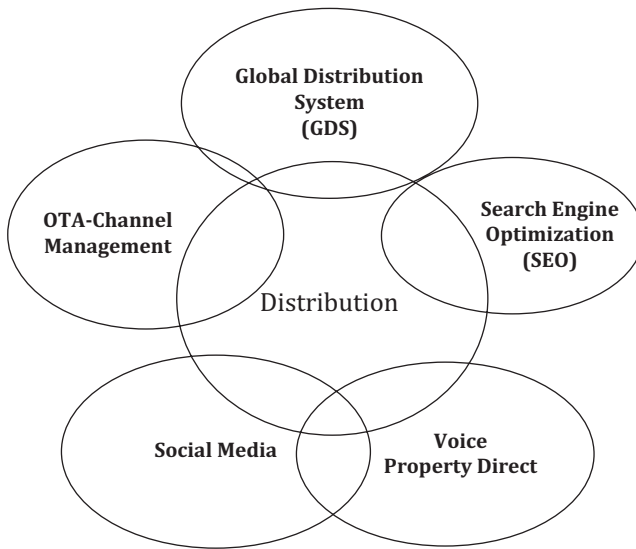 Global Distribution
System
(GDS)
OTA-Channel
Management
Search Engine
Optimization
(SEO)
Distribution
Social Media
Voice
Property Direct